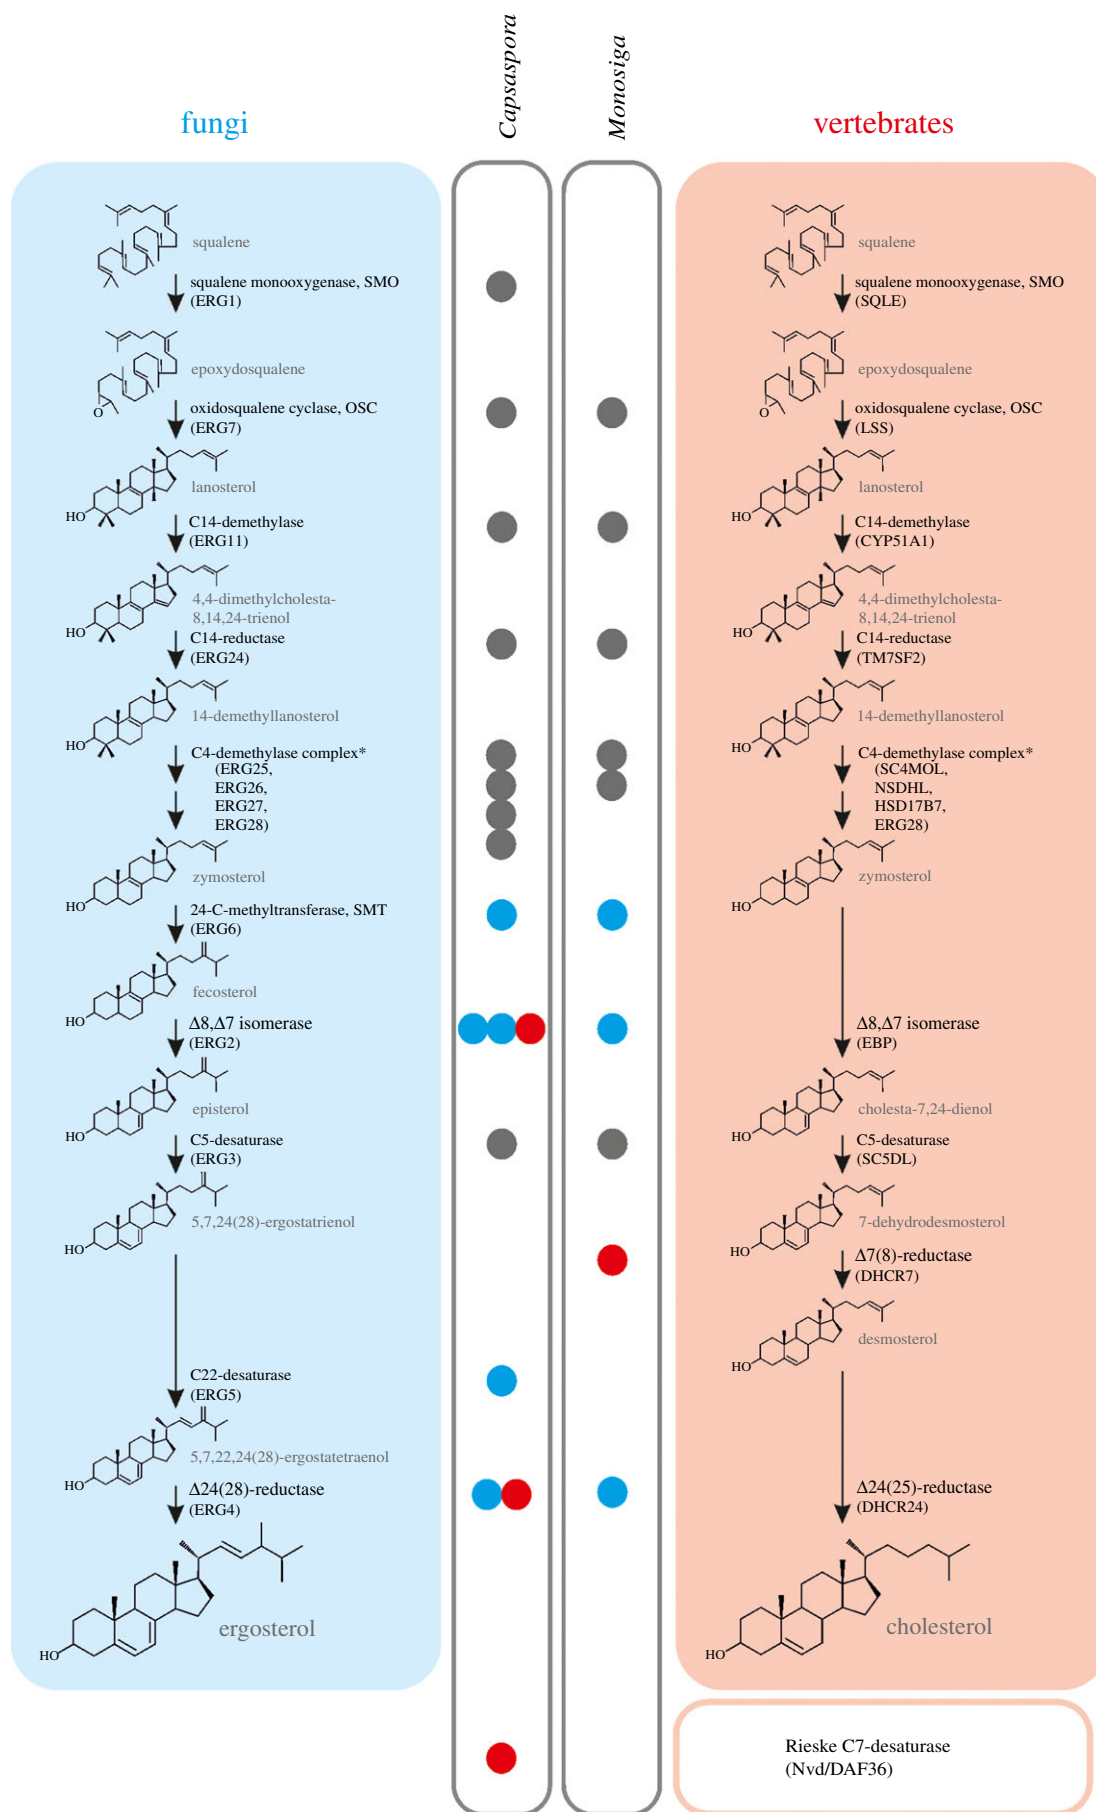 Capsaspora
Monosiga
fungi
vertebrates
squalene
squalene monooxygenase, SMO
(ERG1)
epoxydosqualene
O
oxidosqualene cyclase, OSC
(ERG7)
lanosterol
HO
C14-demethylase
(ERG11)
4,4-dimethylcholesta-
8,14,24-trienol
HO
C14-reductase
(ERG24)
14-demethyllanosterol
HO
C4-demethylase complex*
(ERG25,
ERG26,
ERG27,
ERG28)
zymosterol
HO
24-C-methyltransferase, SMT
(ERG6)
fecosterol
HO
Δ8,Δ7 isomerase
(ERG2)
episterol
HO
C5-desaturase
(ERG3)
5,7,24(28)-ergostatrienol
HO
C22-desaturase
(ERG5)
5,7,22,24(28)-ergostatetraenol
HO
Δ24(28)-reductase
(ERG4)
ergosterol
HO
squalene
squalene monooxygenase, SMO
(SQLE)
epoxydosqualene
O
oxidosqualene cyclase, OSC
(LSS)
lanosterol
HO
C14-demethylase
(CYP51A1)
4,4-dimethylcholesta-
8,14,24-trienol
HO
C14-reductase
(TM7SF2)
14-demethyllanosterol
HO
C4-demethylase complex*
(SC4MOL,
NSDHL,
HSD17B7,
ERG28)
zymosterol
HO
Δ8,Δ7 isomerase
(EBP)
cholesta-7,24-dienol
HO
C5-desaturase
(SC5DL)
7-dehydrodesmosterol
HO
Δ7(8)-reductase
(DHCR7)
desmosterol
HO
Δ24(25)-reductase
(DHCR24)
cholesterol
HO
Rieske C7-desaturase
(Nvd/DAF36)